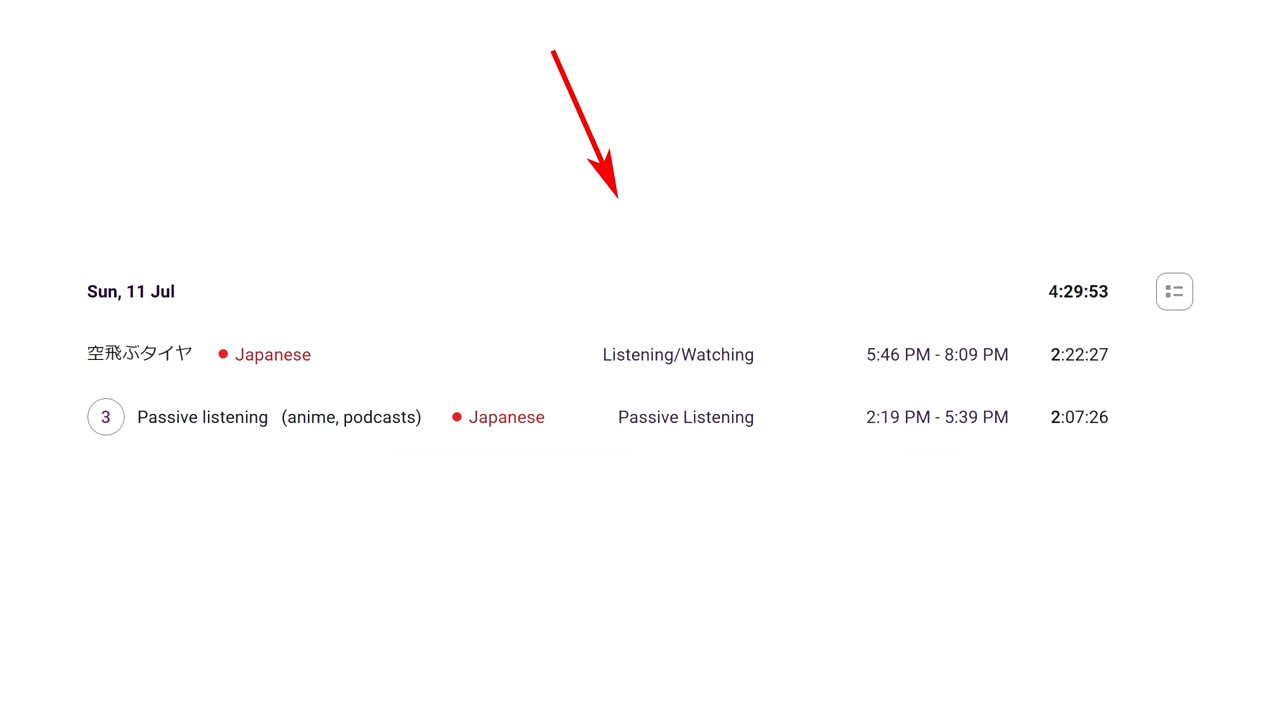 Sun, 11 Jul 4:29:53
空飛ぶタイヤ Japanese Listening/Watching 5:46 PM - 8:09 PM 2:22:27
3 Passive listening (anime, podcasts) Japanese Passive Listening 2:19 PM - 5:39 PM 2:07:26